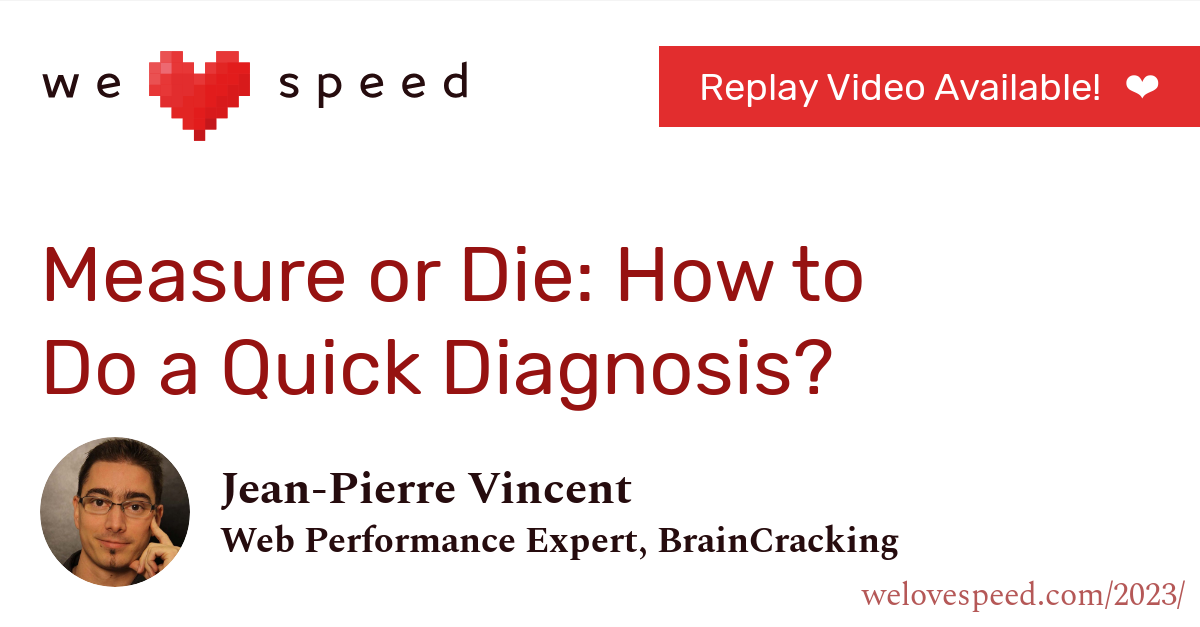 we speed
Replay Video Available! ❤
Measure or Die: How to
Do a Quick Diagnosis?
Jean-Pierre Vincent
Web Performance Expert, BrainCracking
welovespeed.com/2023/